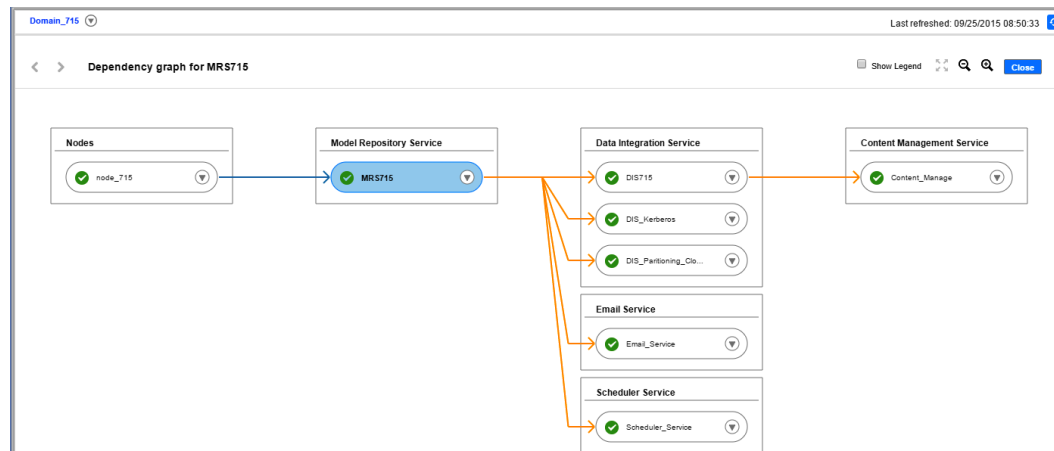 Domain_715
Last refreshed: 09/25/2015 08:50:33
Dependency graph for MRS715
Show Legend
Close
Nodes
node_715
Model Repository Service
MRS715
Data Integration Service
DIS715
DIS_Kerberos
DIS_Paritioning_Clo...
Email Service
Email_Service
Scheduler Service
Scheduler_Service
Content Management Service
Content_Manage